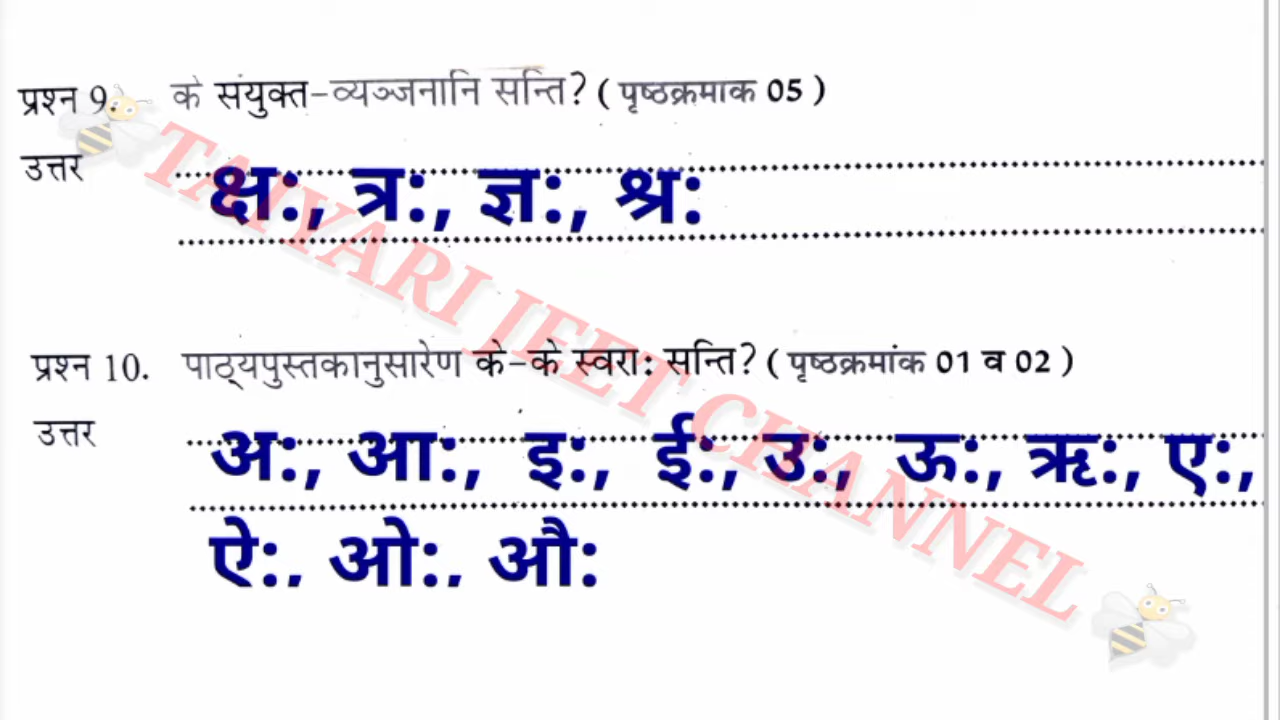 प्रश्न 9. के संयुक्त-व्यञ्जनानि सन्ति? ( पृष्ठक्रमाक 05 )
उत्तर
क्षः, त्रः, ज्ञः, श्रः
प्रश्न 10. पाठ्यपुस्तकानुसारेण के-के स्वराः सन्ति? ( पृष्ठक्रमांक 01 व 02 )
उत्तर
अः, आः, इः, ईः, उः, ऊः, ऋः, एः,
ऐः, ओः, औः
TAIYARI JEET CHANNEL